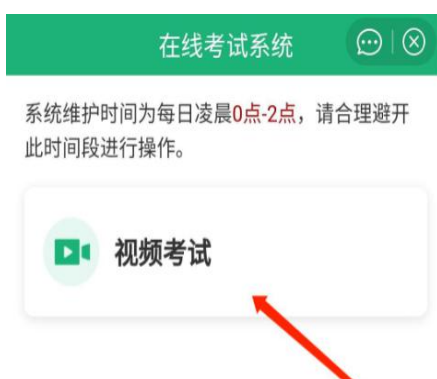 在线考试系统
系统维护时间为每日凌晨0点-2点，请合理避开
此时间段进行操作。
视频考试